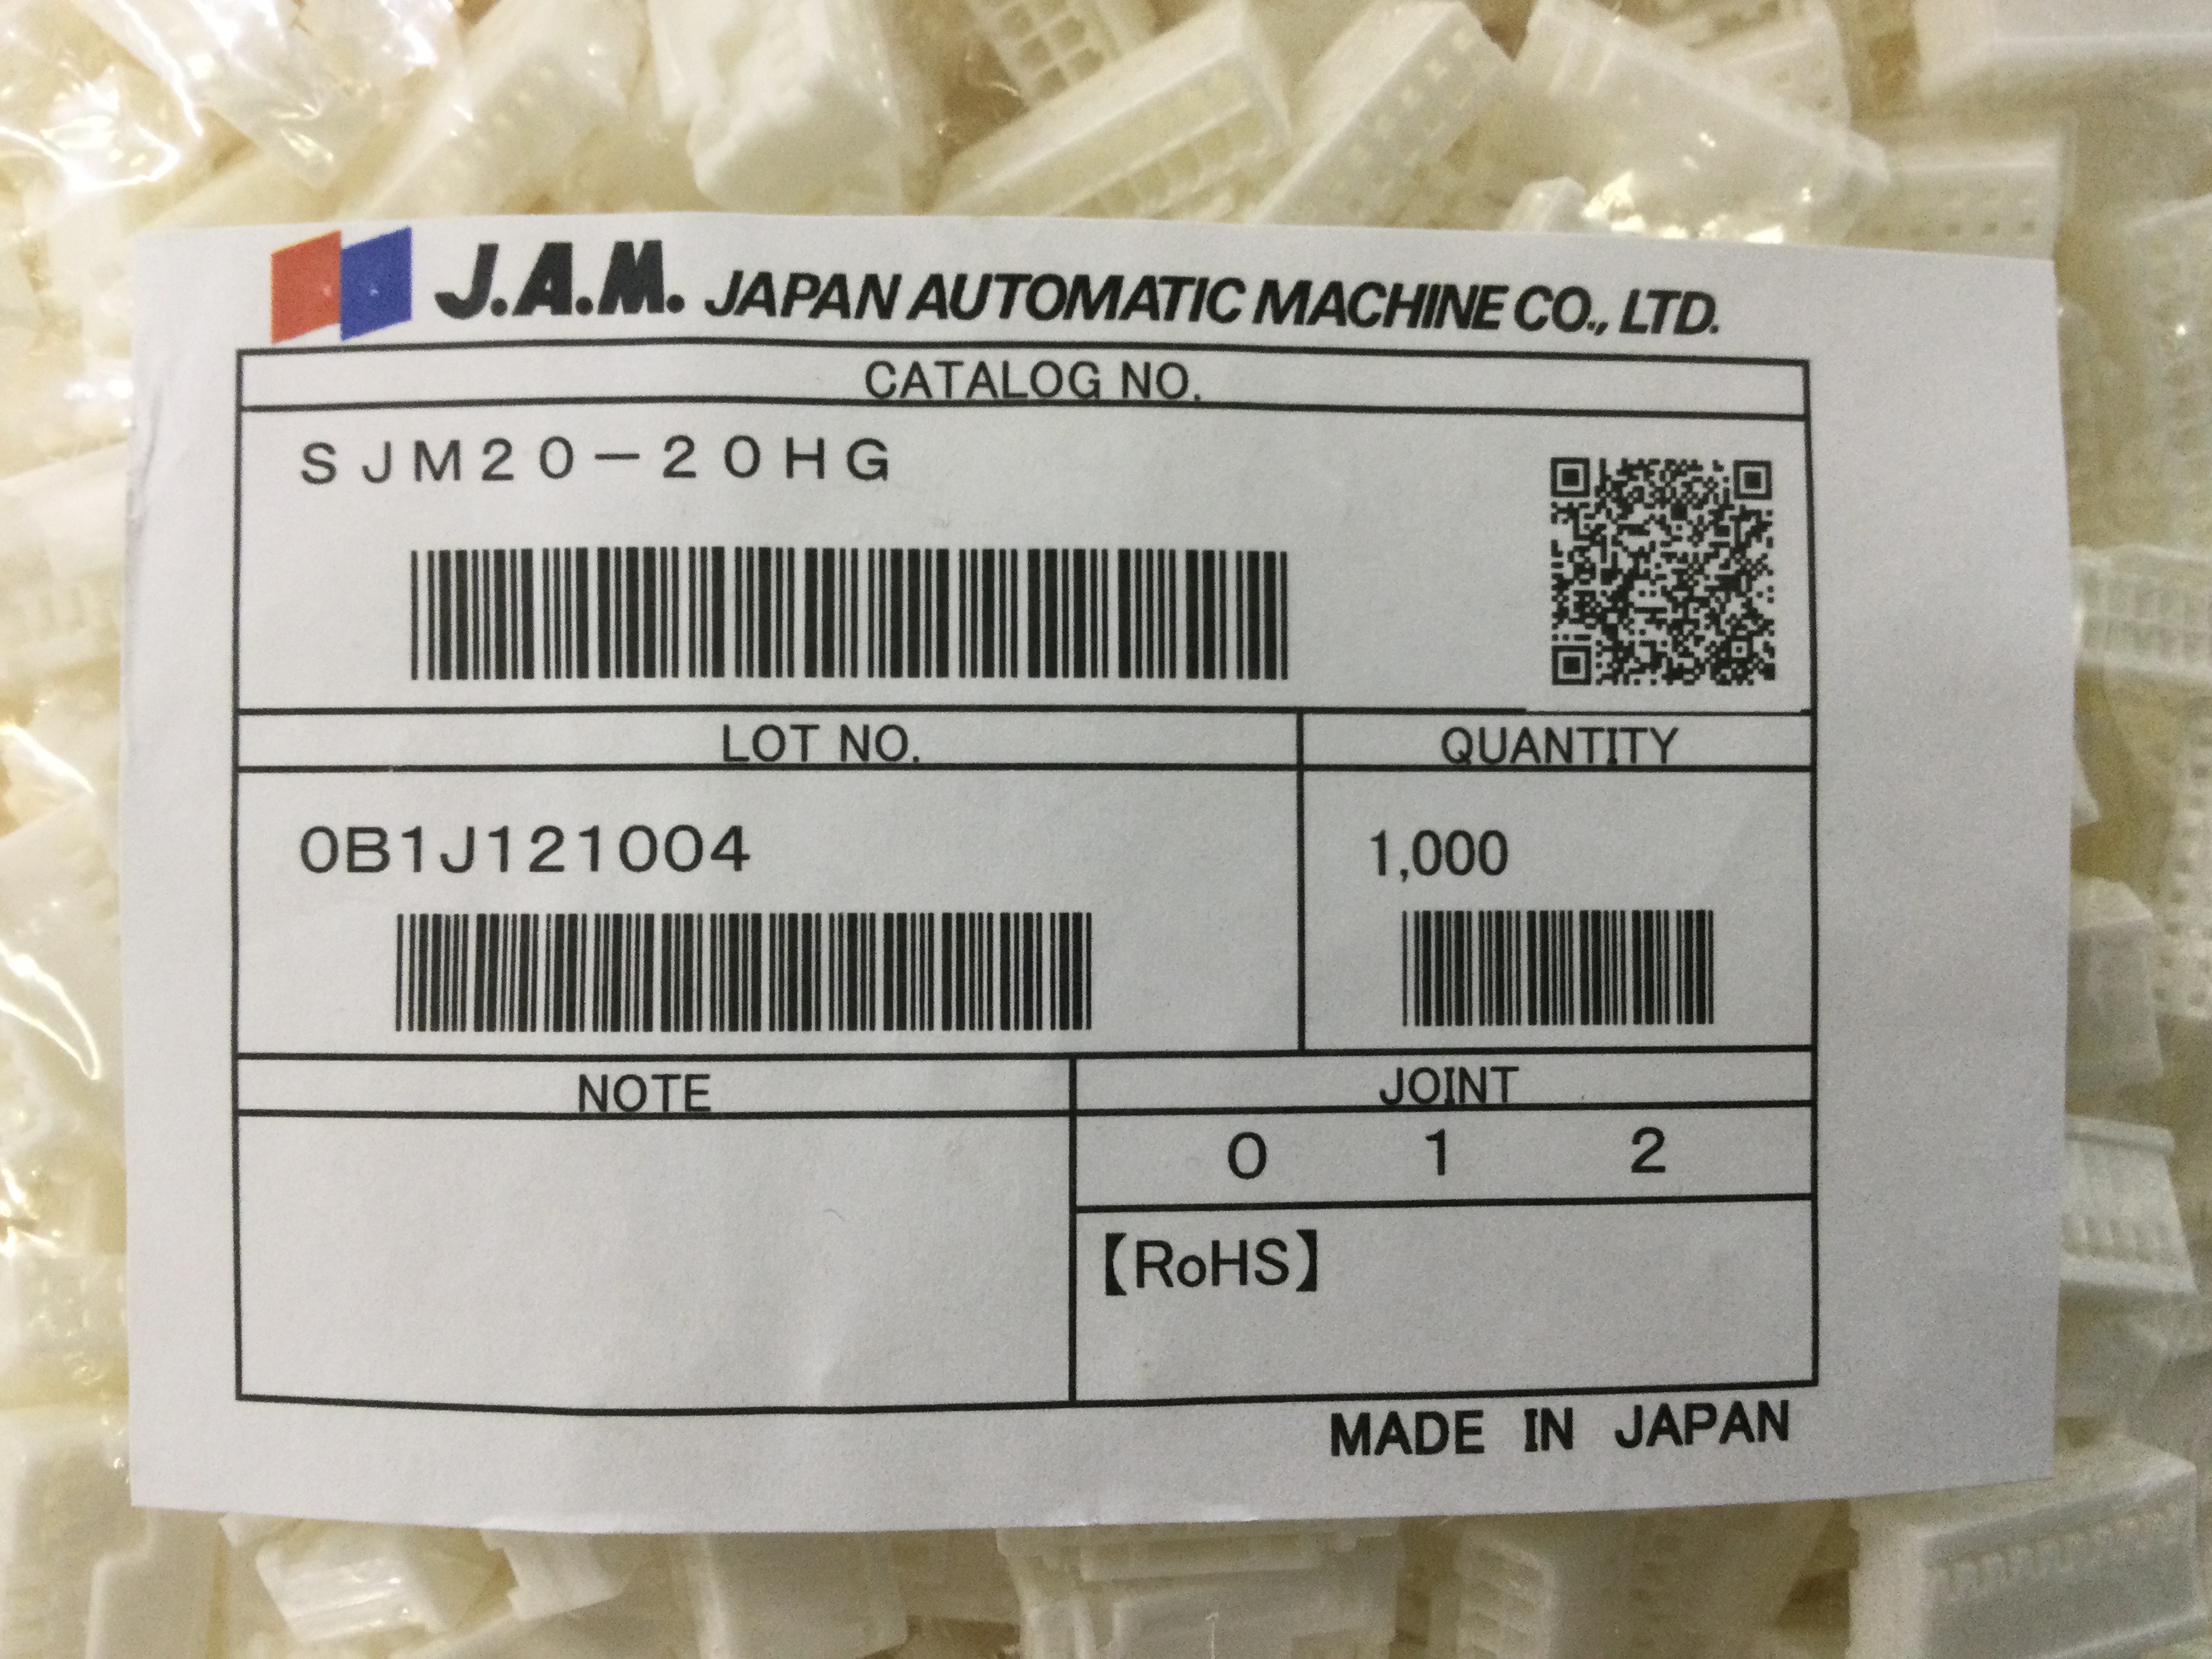 J.A.M. JAPAN AUTOMATIC MACHINE CO., LTD.
CATALOG NO.
SJM20-20HG
LOT NO. QUANTITY
0B1J121004 1,000
NOTE JOINT
0 1 2
【RoHS】
MADE IN JAPAN